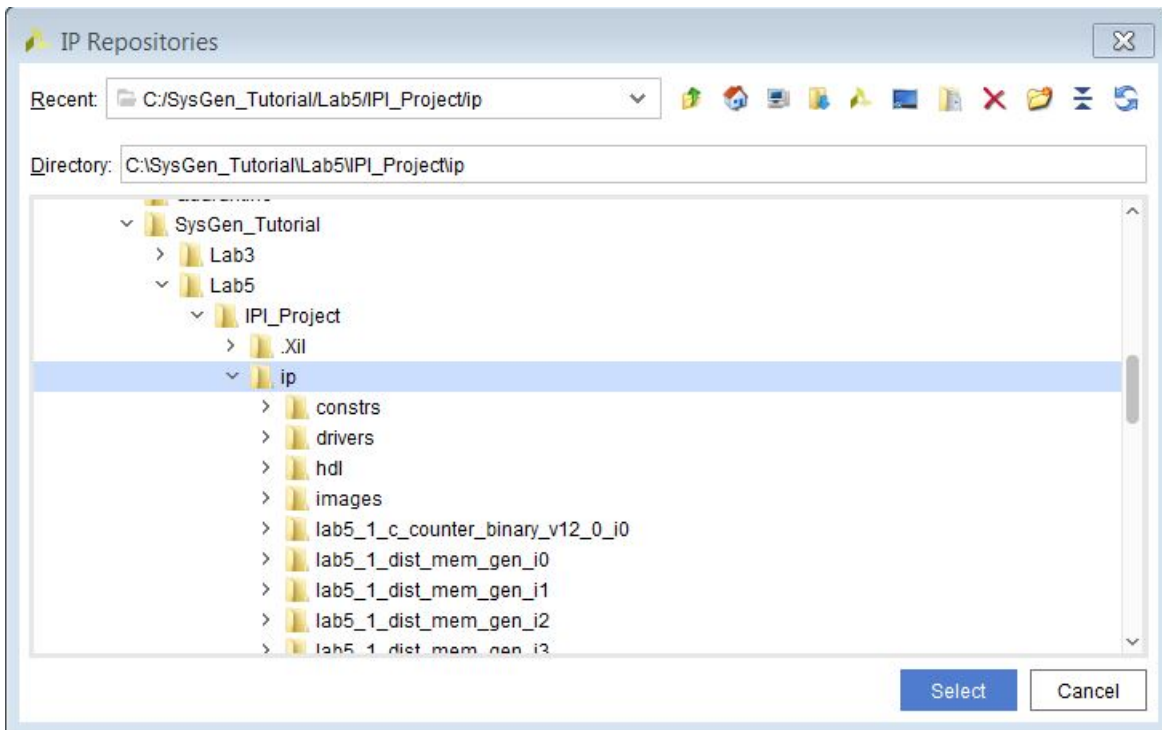 IP Repositories
Recent: C:/SysGen_Tutorial/Lab5/IPI_Project/ip
Directory: C:\SysGen_Tutorial\Lab5\IPI_Project\ip
SysGen_Tutorial
Lab3
Lab5
IPI_Project
.Xil
ip
constrs
drivers
hdl
images
lab5_1_c_counter_binary_v12_0_i0
lab5_1_dist_mem_gen_i0
lab5_1_dist_mem_gen_i1
lab5_1_dist_mem_gen_i2
lab5_1_dist_mem_gen_i3
Select Cancel